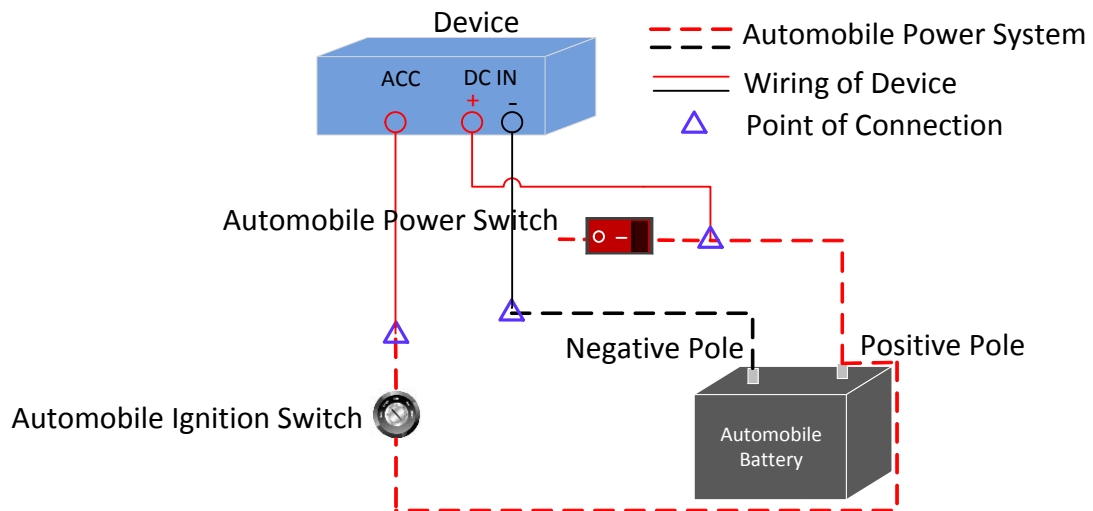 Device
Automobile Power System
ACC
DC IN
+
-
Wiring of Device
Point of Connection
Automobile Power Switch
Negative Pole
Positive Pole
Automobile Ignition Switch
Automobile
Battery